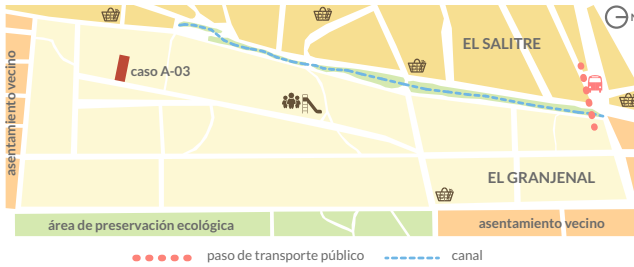 N
EL SALITRE
asentamiento vecino
caso A-03
EL GRANJENAL
área de preservación ecológica
asentamiento vecino
paso de transporte público
canal